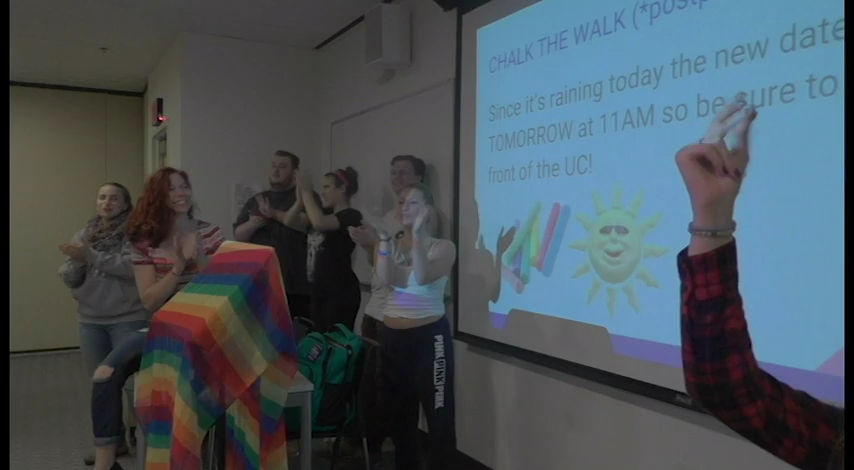 CHALK THE WALK (*postp
Since it's raining today the new date
TOMORROW at 11AM so be sure to
front of the UC!
PINK PINK PINK